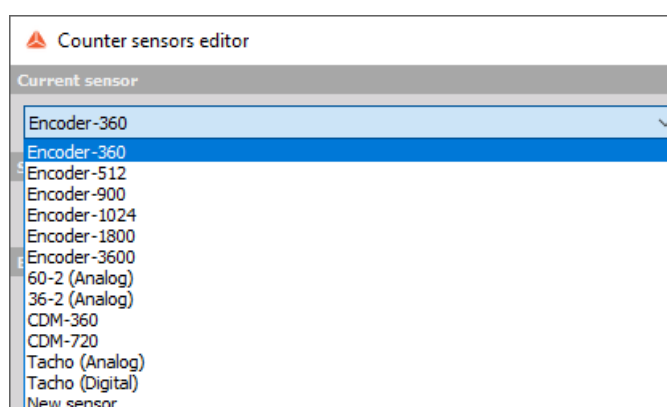 Counter sensors editor
Current sensor
Encoder-360
Encoder-360
Encoder-512
Encoder-900
Encoder-1024
Encoder-1800
Encoder-3600
60-2 (Analog)
36-2 (Analog)
CDM-360
CDM-720
Tacho (Analog)
Tacho (Digital)
New sensor